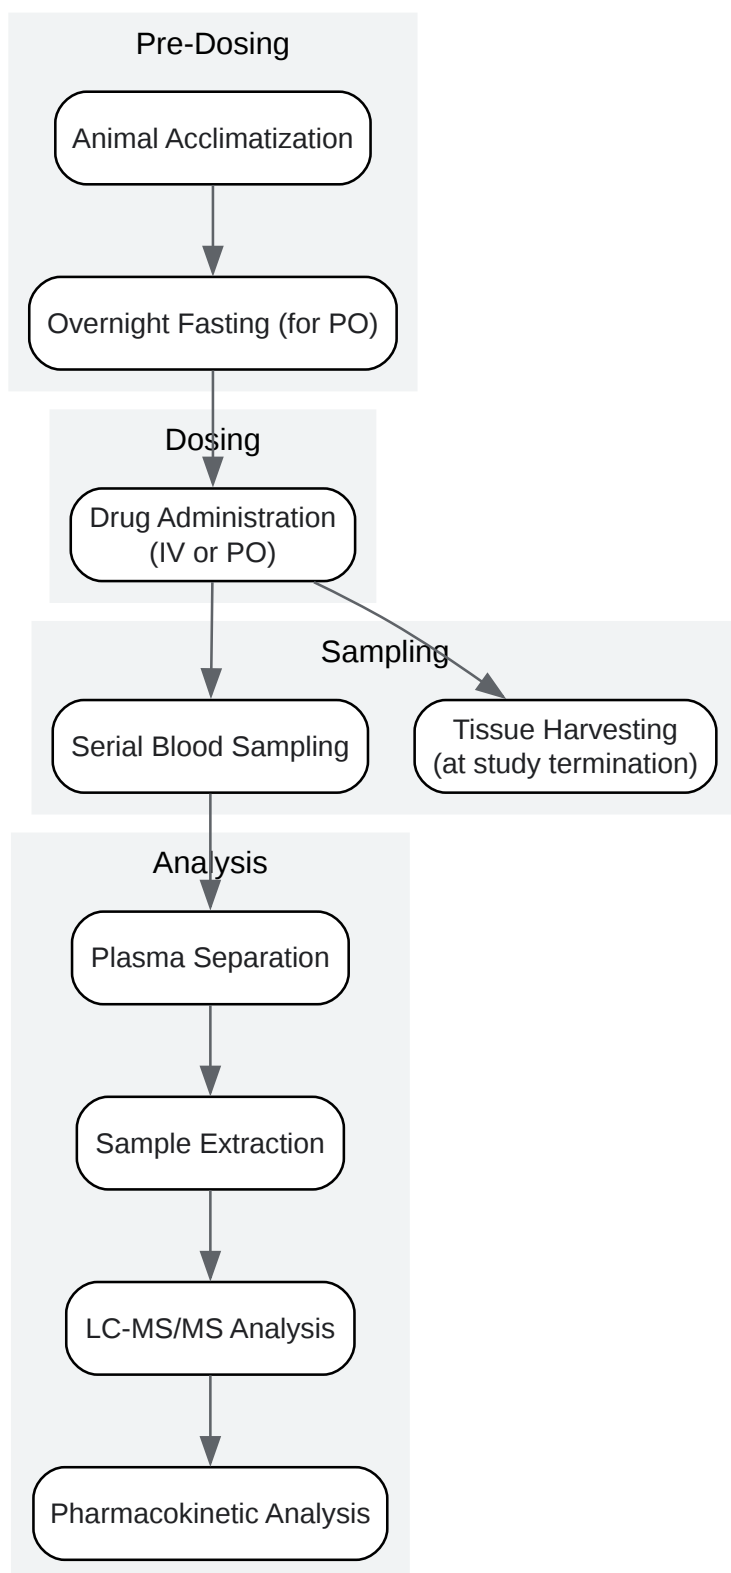 Pre-Dosing
Animal Acclimatization
Overnight Fasting (for PO)
Dosing
Drug Administration
(IV or PO)
Sampling
Serial Blood Sampling
Tissue Harvesting
(at study termination)
Analysis
Plasma Separation
Sample Extraction
LC-MS/MS Analysis
Pharmacokinetic Analysis